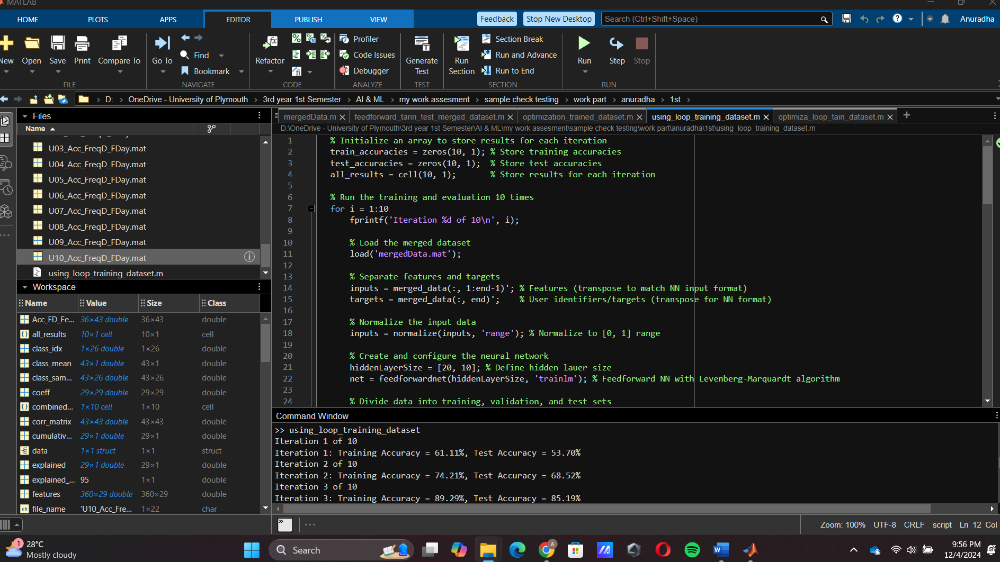 MATLAB
HOME PLOTS APPS EDITOR PUBLISH VIEW Feedback Stop New Desktop Search (Ctrl+Shift+Space) Anuradha
New Open Save Print Compare To Go To Find Bookmark Refactor Profiler Code Issues Debugger Generate Test Run Section Section Break Run and Advance Run to End Run Step Stop
FILE NAVIGATE CODE ANALYZE TEST SECTION RUN
D: › OneDrive - University of Plymouth › 3rd year 1st Semester › AI & ML › my work assesment › sample check testing › work part › anuradha › 1st ›
Files
Name
U03_Acc_FreqD_FDay.mat
U04_Acc_FreqD_FDay.mat
U05_Acc_FreqD_FDay.mat
U06_Acc_FreqD_FDay.mat
U07_Acc_FreqD_FDay.mat
U08_Acc_FreqD_FDay.mat
U09_Acc_FreqD_FDay.mat
U10_Acc_FreqD_FDay.mat
using_loop_training_dataset.m
Workspace
Name Value Size Class
Acc_FD_Fe... 36×43 double 36×43 double
all_results 10×1 cell 10×1 cell
class_idx 1×26 double 1×26 double
class_mean 43×1 double 43×1 double
class_sam... 43×26 double 43×26 double
coeff 29×29 double 29×29 double
combined... 1×10 cell 1×10 cell
corr_matrix 43×43 double 43×43 double
cumulativ... 29×1 double 29×1 double
data 1×1 struct 1×1 struct
explained 29×1 double 29×1 double
explained_... 95 1×1 double
features 360×29 double 360×29 double
file_name 'U10_Acc_Fre... 1×22 char
mergedData.m feedforward_tarin_test_merged_dataset.m optimization_trained_dataset.m using_loop_training_dataset.m optimiza_loop_tain_dataset.m
D:\OneDrive - University of Plymouth\3rd year 1st Semester\AI & ML\my work assesment\sample check testing\work part\anuradha\1st\using_loop_training_dataset.m
1 % Initialize an array to store results for each iteration
2 train_accuracies = zeros(10, 1); % Store training accuracies
3 test_accuracies = zeros(10, 1); % Store test accuracies
4 all_results = cell(10, 1); % Store results for each iteration
5
6 % Run the training and evaluation 10 times
7 for i = 1:10
8 fprintf('Iteration %d of 10\n', i);
9
10 % Load the merged dataset
11 load('mergedData.mat');
12
13 % Separate features and targets
14 inputs = merged_data(:, 1:end-1)'; % Features (transpose to match NN input format)
15 targets = merged_data(:, end)'; % User identifiers/targets (transpose for NN format)
16
17 % Normalize the input data
18 inputs = normalize(inputs, 'range'); % Normalize to [0, 1] range
19
20 % Create and configure the neural network
21 hiddenLayerSize = [20, 10]; % Define hidden lauer size
22 net = feedforwardnet(hiddenLayerSize, 'trainlm'); % Feedforward NN with Levenberg-Marquardt algorithm
23
24 % Divide data into training, validation, and test sets
Command Window
>> using_loop_training_dataset
Iteration 1 of 10
Iteration 1: Training Accuracy = 61.11%, Test Accuracy = 53.70%
Iteration 2 of 10
Iteration 2: Training Accuracy = 74.21%, Test Accuracy = 68.52%
Iteration 3 of 10
Iteration 3: Training Accuracy = 89.29%, Test Accuracy = 85.19%
Zoom: 100% UTF-8 CRLF script Ln 12 Col
1 28°C
Mostly cloudy
Search
A
9:56 PM
12/4/2024